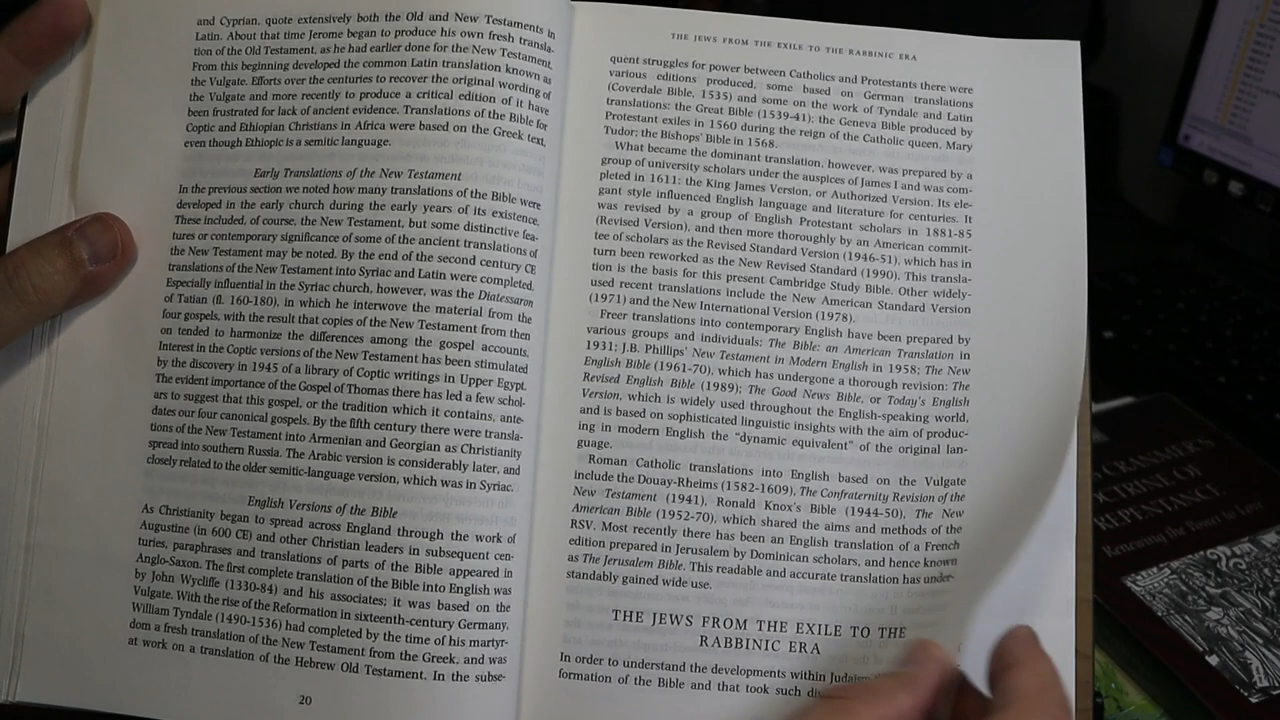 and Cyprian, quote extensively both the Old and New Testaments in
Latin. About that time Jerome began to produce his own fresh transla-
tion of the Old Testament, as he had earlier done for the New Testament.
From this beginning developed the common Latin translation known as
the Vulgate. Efforts over the centuries to recover the original wording of
the Vulgate and more recently to produce a critical edition of it have
been frustrated for lack of ancient evidence. Translations of the Bible for
Coptic and Ethiopian Christians in Africa were based on the Greek text,
even though Ethiopic is a semitic language.
Early Translations of the New Testament
In the previous section we noted how many translations of the Bible were
developed in the early church during the early years of its existence.
These included, of course, the New Testament, but some distinctive fea-
tures or contemporary significance of some of the ancient translations of
the New Testament may be noted. By the end of the second century CE
translations of the New Testament into Syriac and Latin were completed.
Especially influential in the Syriac church, however, was the Diatessaron
of Tatian (fl. 160-180), in which he interwove the material from the
four gospels, with the result that copies of the New Testament from then
on tended to harmonize the differences among the gospel accounts.
Interest in the Coptic versions of the New Testament has been stimulated
by the discovery in 1945 of a library of Coptic writings in Upper Egypt.
The evident importance of the Gospel of Thomas there has led a few schol-
ars to suggest that this gospel, or the tradition which it contains, ante-
dates our four canonical gospels. By the fifth century there were transla-
tions of the New Testament into Armenian and Georgian as Christianity
spread into southern Russia. The Arabic version is considerably later, and
closely related to the older semitic-language version, which was in Syriac.
English Versions of the Bible
As Christianity began to spread across England through the work of
Augustine (in 600 CE) and other Christian leaders in subsequent cen-
turies, paraphrases and translations of parts of the Bible appeared in
Anglo-Saxon. The first complete translation of the Bible into English was
by John Wycliffe (1330-84) and his associates; it was based on the
Vulgate. With the rise of the Reformation in sixteenth-century Germany,
William Tyndale (1490-1536) had completed by the time of his martyr-
dom a fresh translation of the New Testament from the Greek, and was
at work on a translation of the Hebrew Old Testament. In the subse-
20
THE JEWS FROM THE EXILE TO THE RABBINIC ERA
quent struggles for power between Catholics and Protestants there were
various editions produced, some based on German translations
(Coverdale Bible, 1535) and some on the work of Tyndale and Latin
translations: the Great Bible (1539-41); the Geneva Bible produced by
Protestant exiles in 1560 during the reign of the Catholic queen, Mary
Tudor; the Bishops' Bible in 1568.
What became the dominant translation, however, was prepared by a
group of university scholars under the auspices of James I and was com-
pleted in 1611: the King James Version, or Authorized Version. Its ele-
gant style influenced English language and literature for centuries. It
was revised by a group of English Protestant scholars in 1881-85
(Revised Version), and then more thoroughly by an American commit-
tee of scholars as the Revised Standard Version (1946-51), which has in
turn been reworked as the New Revised Standard (1990). This transla-
tion is the basis for this present Cambridge Study Bible. Other widely-
used recent translations include the New American Standard Version
(1971) and the New International Version (1978).
Freer translations into contemporary English have been prepared by
various groups and individuals: The Bible: an American Translation in
1931; J.B. Phillips' New Testament in Modern English in 1958; The New
English Bible (1961-70), which has undergone a thorough revision: The
Revised English Bible (1989); The Good News Bible, or Today's English
Version, which is widely used throughout the English-speaking world,
and is based on sophisticated linguistic insights with the aim of produc-
ing in modern English the "dynamic equivalent" of the original lan-
guage.
Roman Catholic translations into English based on the Vulgate
include the Douay-Rheims (1582-1609), The Confraternity Revision of the
New Testament (1941), Ronald Knox's Bible (1944-50), The New
American Bible (1952-70), which shared the aims and methods of the
RSV. Most recently there has been an English translation of a French
edition prepared in Jerusalem by Dominican scholars, and hence known
as The Jerusalem Bible. This readable and accurate translation has under-
standably gained wide use.
THE JEWS FROM THE EXILE TO THE
RABBINIC ERA
In order to understand the developments within Judaism
formation of the Bible and that took such
CRANMER'S
DOCTRINE OF
REPENTANCE
Renewing the Power to Love